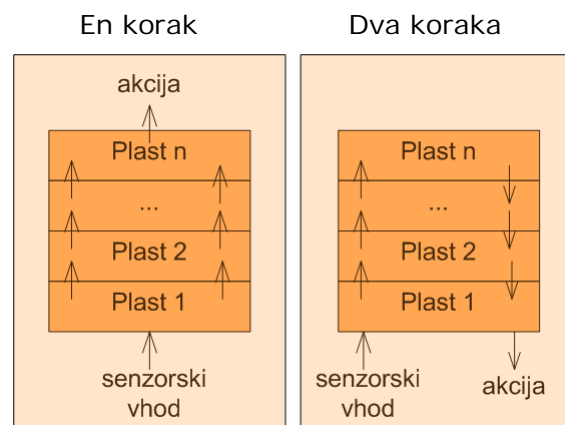 En korak
Dva koraka
akcija
Plast n
...
Plast 2
Plast 1
senzorski
vhod
Plast n
...
Plast 2
Plast 1
senzorski
vhod
akcija